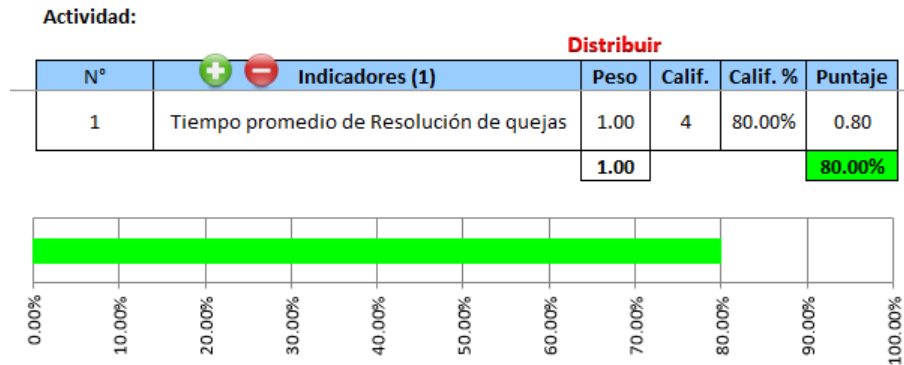 Actividad:
Distribuir
N° Indicadores (1) Peso Calif. Calif. % Puntaje
1 Tiempo promedio de Resolución de quejas 1.00 4 80.00% 0.80
1.00 80.00%
0.00% 10.00% 20.00% 30.00% 40.00% 50.00% 60.00% 70.00% 80.00% 90.00% 100.00%